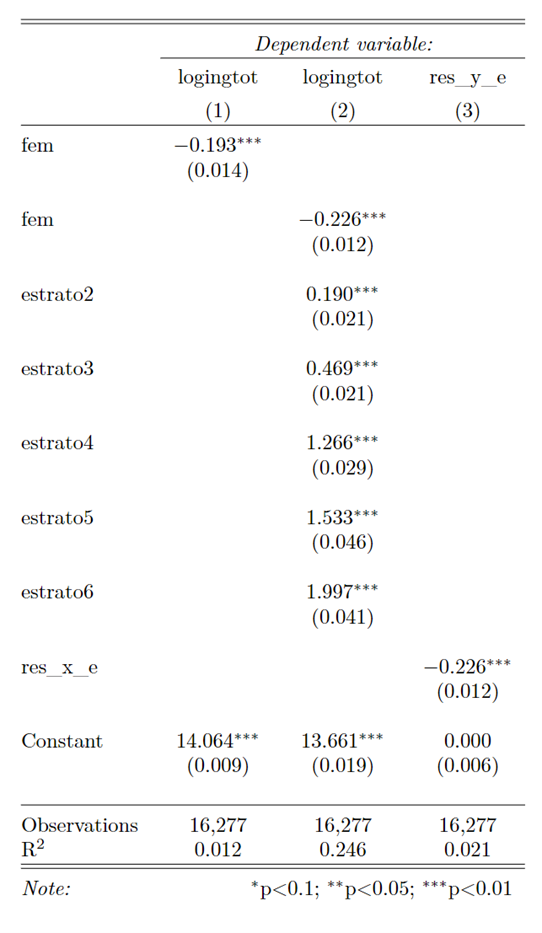 Dependent variable:
logingtot logingtot res_y_e
(1) (2) (3)
fem −0.193***
(0.014)
fem −0.226***
(0.012)
estrato2 0.190***
(0.021)
estrato3 0.469***
(0.021)
estrato4 1.266***
(0.029)
estrato5 1.533***
(0.046)
estrato6 1.997***
(0.041)
res_x_e −0.226***
(0.012)
Constant 14.064*** 13.661*** 0.000
(0.009) (0.019) (0.006)
Observations 16,277 16,277 16,277
R² 0.012 0.246 0.021
Note: *p<0.1; **p<0.05; ***p<0.01